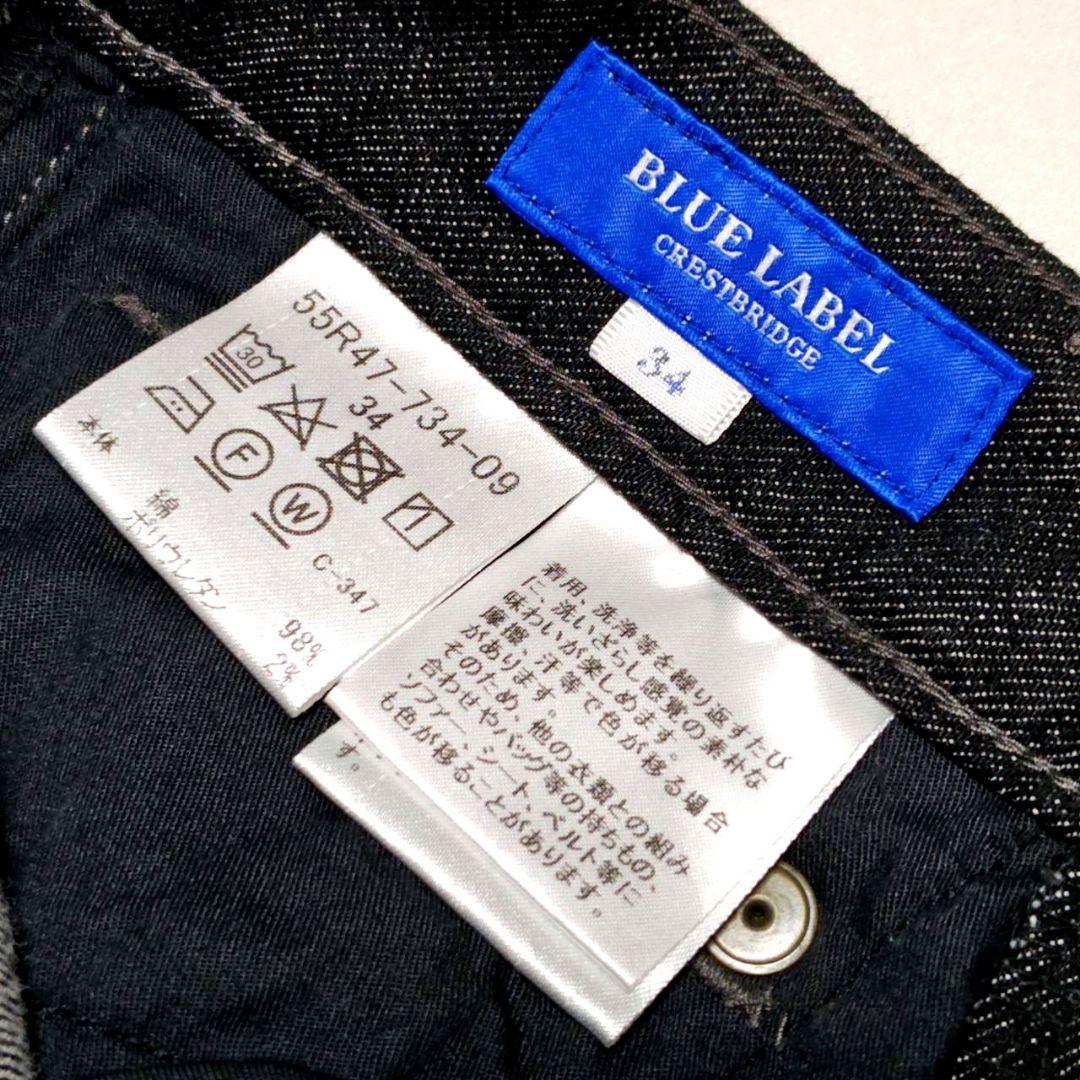 BLUE LABEL
CRESTBRIDGE
34
55R47-734-09
34
30
F
W
C-347
本体
綿 98%
ポリウレタン 2%
着用、洗浄等を繰り返すたび
に、洗いざらし感覚の素朴な
味わいが楽しめます。
摩擦、汗等で色が移る場合
があります。
そのため、他の衣類との組み
合わせやバッグ等の持ちもの、
ソファー、シート、ベルト等に
も色が移ることがありま
す。